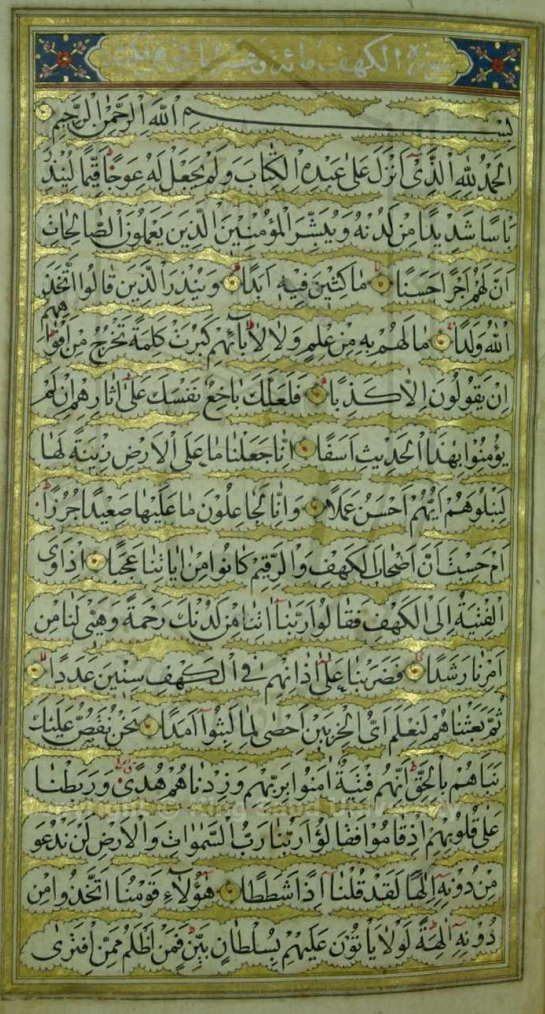 سورة الكهف مائة وعشر
بسم الله الرحمن الرحيم
الحمد لله الذي أنزل على عبده الكتاب ولم يجعل له عوجا قيما لينذر
بأسا شديدا من لدنه ويبشر المؤمنين الذين يعملون الصالحات
أن لهم أجرا حسنا ماكثين فيه أبدا وينذر الذين قالوا اتخذ
الله ولدا ما لهم به من علم ولا لآبائهم كبرت كلمة تخرج من أفواههم
إن يقولون إلا كذبا فلعلك باخع نفسك على آثارهم إن لم
يؤمنوا بهذا الحديث أسفا إنا جعلنا ما على الأرض زينة لها
لنبلوهم أيهم أحسن عملا وإنا لجاعلون ما عليها صعيدا جرزا
أم حسبت أن أصحاب الكهف والرقيم كانوا من آياتنا عجبا إذ أوى
الفتية إلى الكهف فقالوا ربنا آتنا من لدنك رحمة وهيئ لنا من
أمرنا رشدا فضربنا على آذانهم في الكهف سنين عددا
ثم بعثناهم لنعلم أي الحزبين أحصى لما لبثوا أمدا نحن نقص عليك
نبأهم بالحق إنهم فتية آمنوا بربهم وزدناهم هدى وربطنا
على قلوبهم إذ قاموا فقالوا ربنا رب السموات والأرض لن ندعو
من دونه إلها لقد قلنا إذا شططا هؤلاء قومنا اتخذوا من
دونه آلهة لولا يأتون عليهم بسلطان بين فمن أظلم ممن افترى